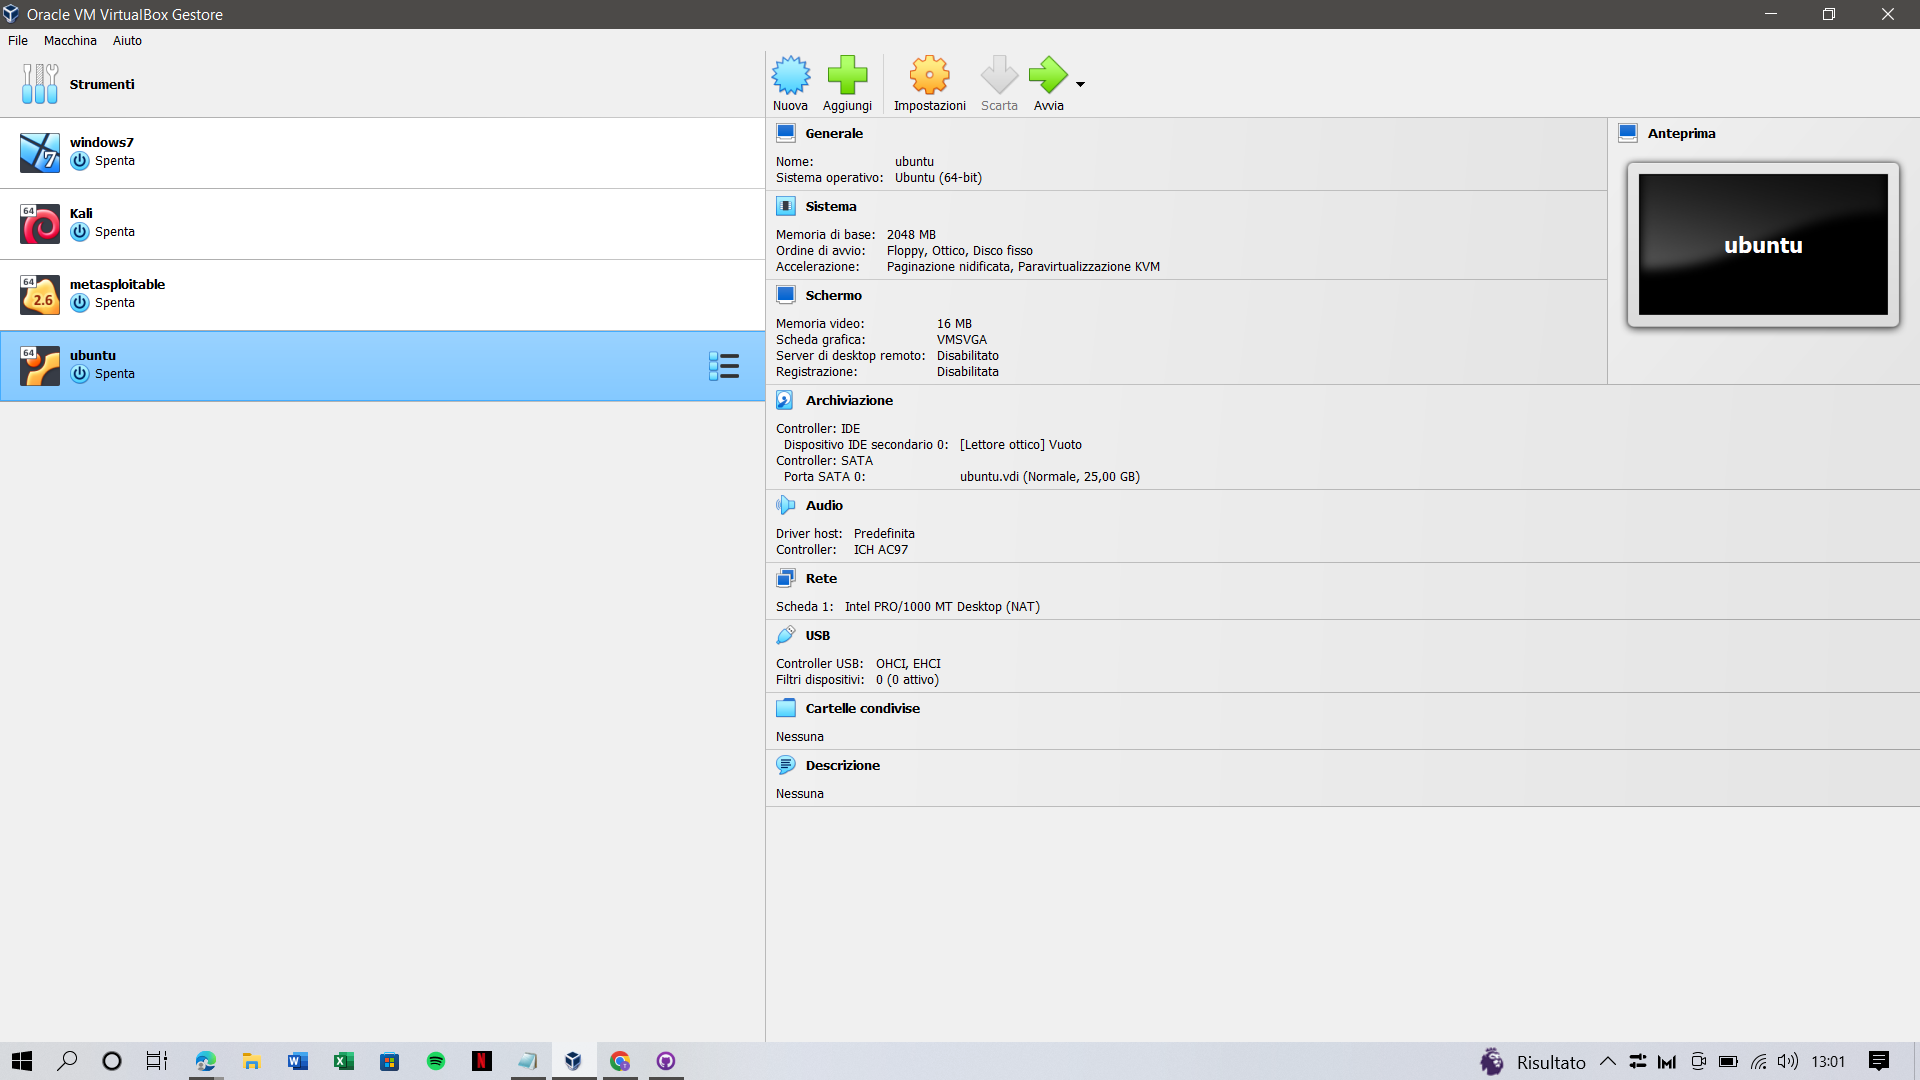 Oracle VM VirtualBox Gestore
File Macchina Aiuto
Strumenti
windows7
Spenta
64
Kali
Spenta
64
2.6
metasploitable
Spenta
64
ubuntu
Spenta
Nuova Aggiungi Impostazioni Scarta Avvia
Generale
Nome: ubuntu
Sistema operativo: Ubuntu (64-bit)
Sistema
Memoria di base: 2048 MB
Ordine di avvio: Floppy, Ottico, Disco fisso
Accelerazione: Paginazione nidificata, Paravirtualizzazione KVM
Schermo
Memoria video: 16 MB
Scheda grafica: VMSVGA
Server di desktop remoto: Disabilitato
Registrazione: Disabilitata
Anteprima
ubuntu
Archiviazione
Controller: IDE
Dispositivo IDE secondario 0: [Lettore ottico] Vuoto
Controller: SATA
Porta SATA 0: ubuntu.vdi (Normale, 25,00 GB)
Audio
Driver host: Predefinita
Controller: ICH AC97
Rete
Scheda 1: Intel PRO/1000 MT Desktop (NAT)
USB
Controller USB: OHCI, EHCI
Filtri dispositivi: 0 (0 attivo)
Cartelle condivise
Nessuna
Descrizione
Nessuna
Risultato 13:01